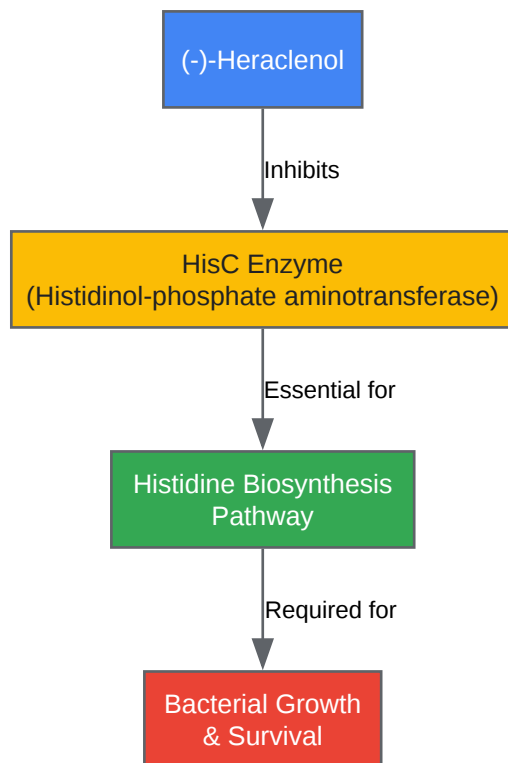 (-)-Heraclenol
Inhibits
HisC Enzyme
(Histidinol-phosphate aminotransferase)
Essential for
Histidine Biosynthesis
Pathway
Required for
Bacterial Growth
& Survival